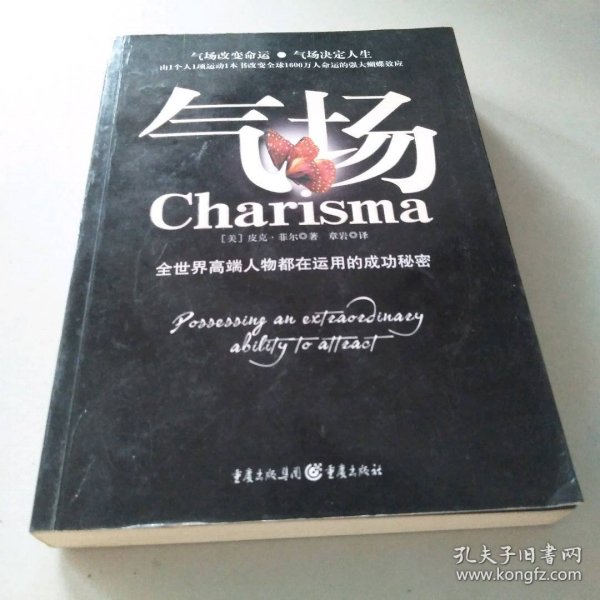 气场改变命运 ● 气场决定人生
由1个人1项运动1本书改变全球1600万人命运的强大蝴蝶效应
气场
Charisma
[美] 皮克·菲尔◎著 章岩◎译
全世界高端人物都在运用的成功秘密
Possessing an extraordinary
ability to attract
重庆出版集团 重庆出版社
孔夫子旧书网
www.kongfz.com